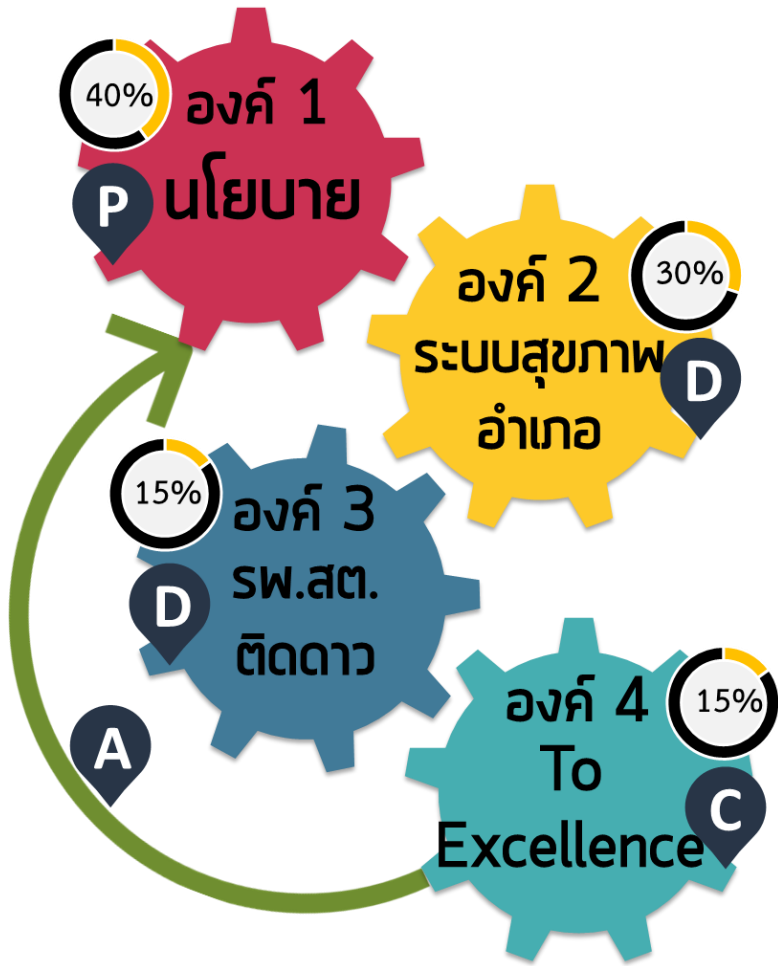 40%
องค์ 1
P
นโยบาย
องค์ 2
30%
ระบบสุขภาพ
D
อำเภอ
15%
องค์ 3
รพ.สต.
D
ติดดาว
องค์ 4
15%
To
A
C
Excellence